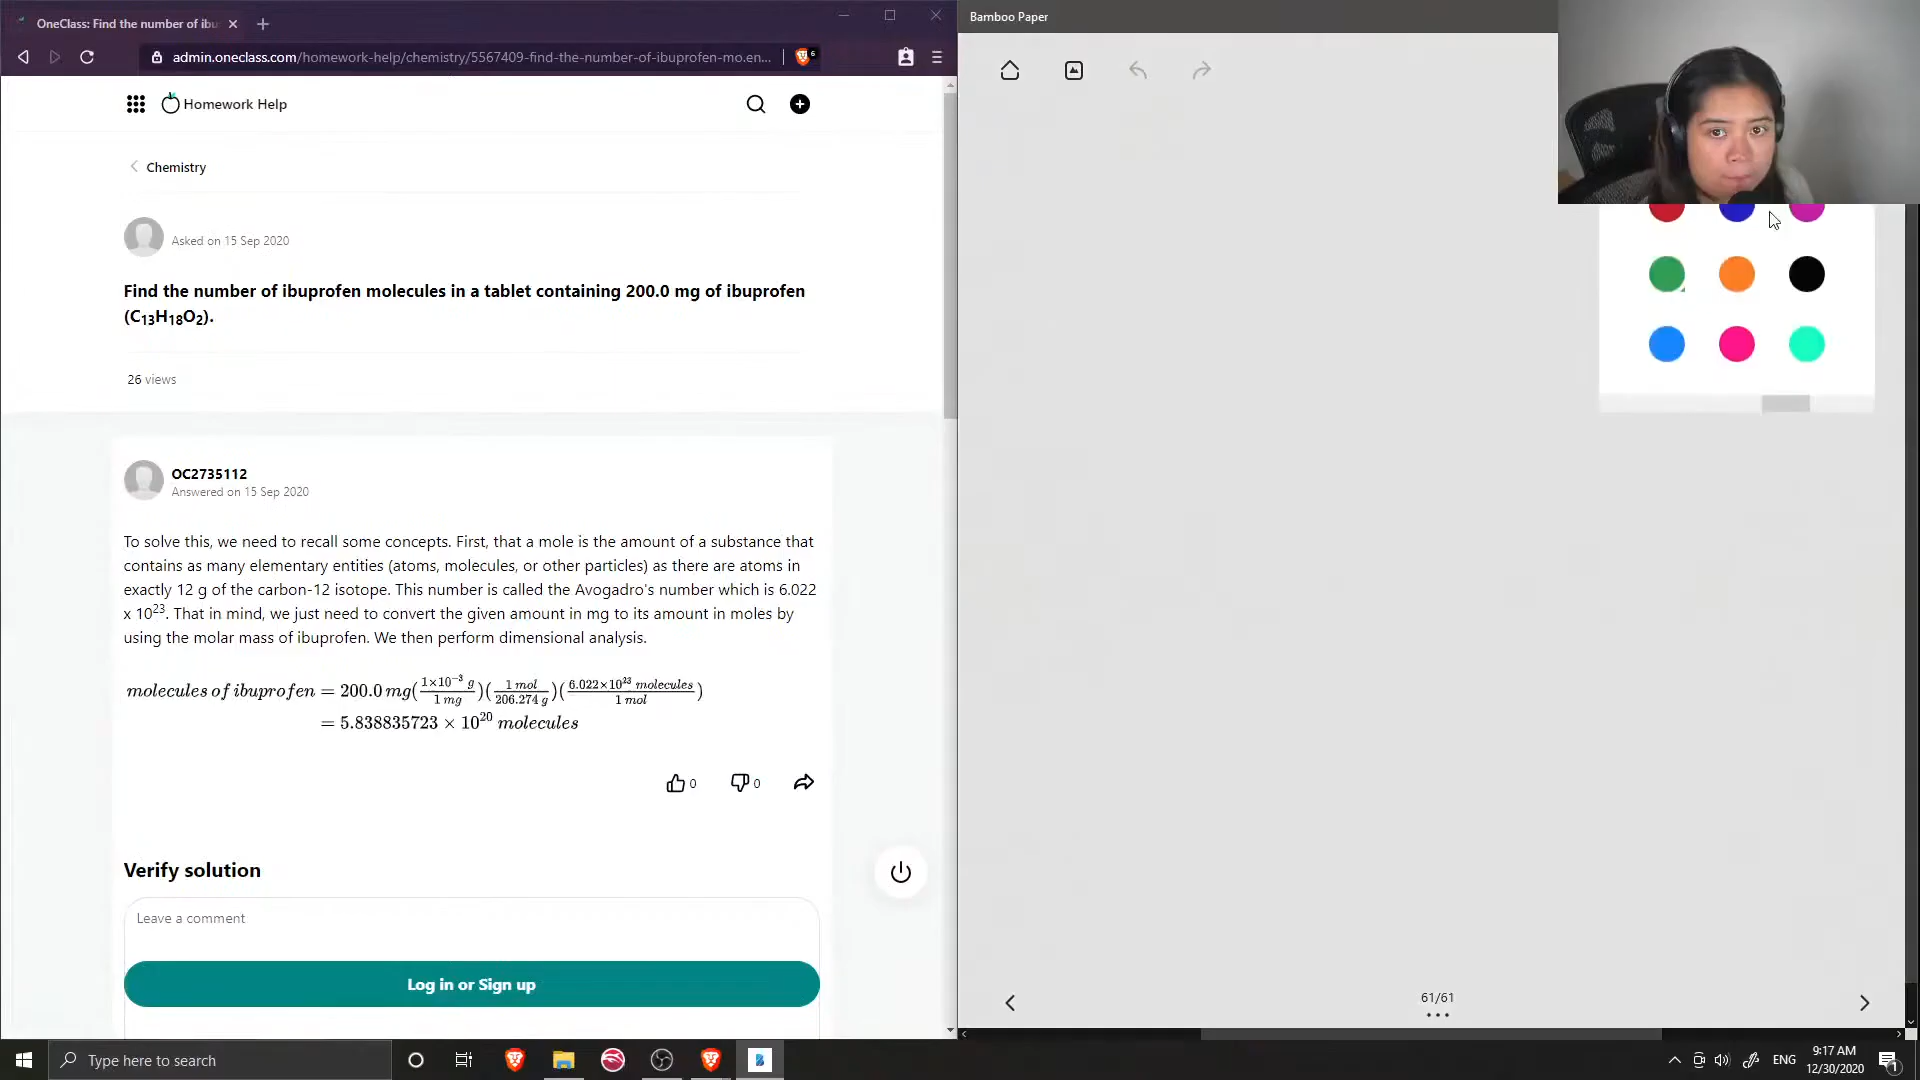 OneClass: Find the number of ibu
Bamboo Paper
admin.oneclass.com/homework-help/chemistry/5567409-find-the-number-of-ibuprofen-mo.en...
6
Homework Help
Chemistry
Asked on 15 Sep 2020
Find the number of ibuprofen molecules in a tablet containing 200.0 mg of ibuprofen
(C₁₃H₁₈O₂).
26 views
OC2735112
Answered on 15 Sep 2020
To solve this, we need to recall some concepts. First, that a mole is the amount of a substance that
contains as many elementary entities (atoms, molecules, or other particles) as there are atoms in
exactly 12 g of the carbon-12 isotope. This number is called the Avogadro's number which is 6.022
x 10²³. That in mind, we just need to convert the given amount in mg to its amount in moles by
using the molar mass of ibuprofen. We then perform dimensional analysis.
molecules of ibuprofen = 200.0 mg(1×10⁻³ g / 1 mg)(1 mol / 206.274 g)(6.022×10²³ molecules / 1 mol)
= 5.838835723 × 10²⁰ molecules
0 0
Verify solution
Leave a comment
Log in or Sign up
61/61
Type here to search
ENG
9:17 AM
12/30/2020
1